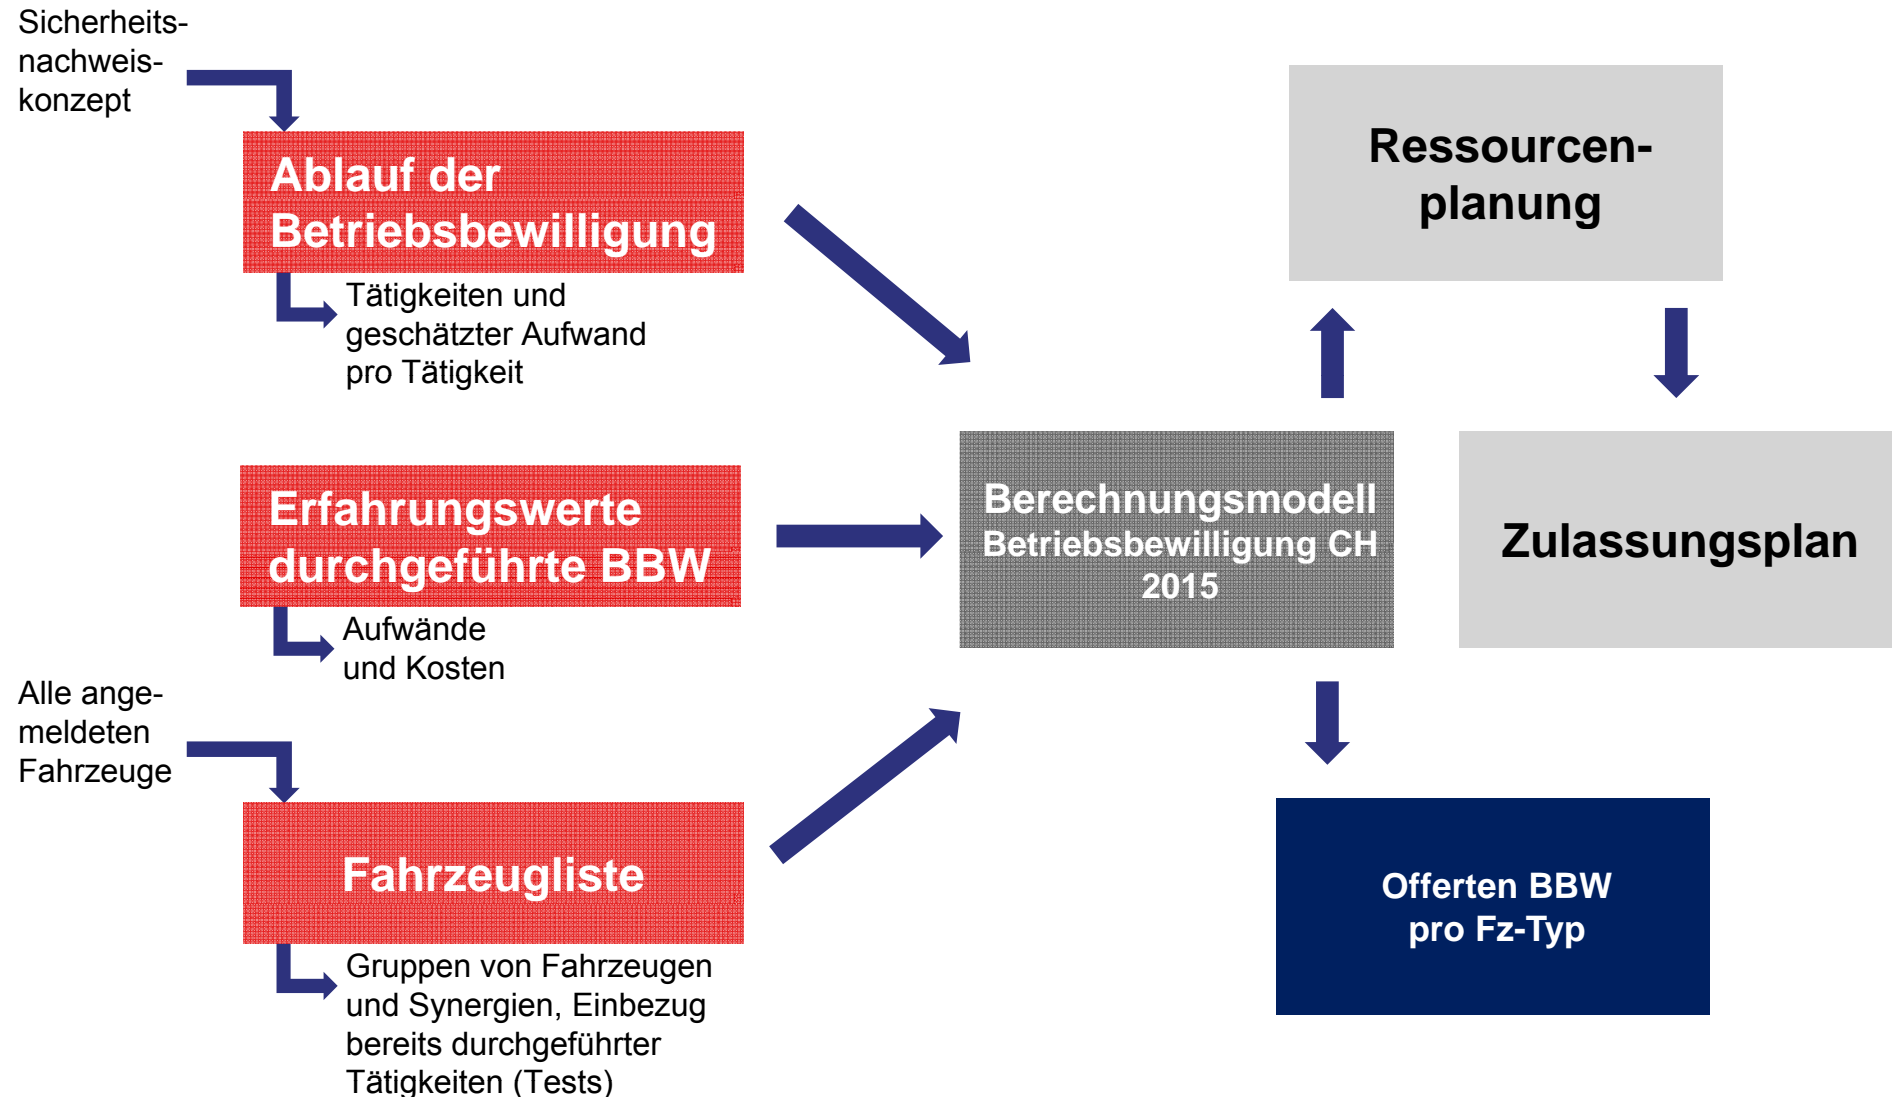 Sicherheits-
nachweis-
konzept
Ablauf der
Betriebsbewilligung
Tätigkeiten und
geschätzter Aufwand
pro Tätigkeit
Erfahrungswerte
durchgeführte BBW
Aufwände
und Kosten
Alle ange-
meldeten
Fahrzeuge
Fahrzeugliste
Gruppen von Fahrzeugen
und Synergien, Einbezug
bereits durchgeführter
Tätigkeiten (Tests)
Berechnungsmodell
Betriebsbewilligung CH
2015
Ressourcen-
planung
Zulassungsplan
Offerten BBW
pro Fz-Typ